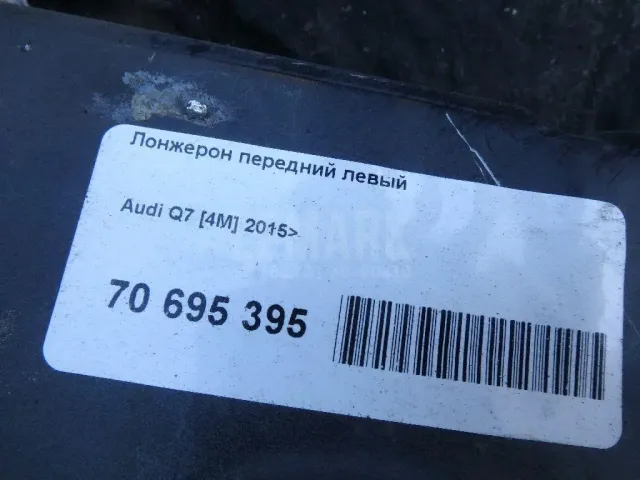 Лонжерон передний левый
Audi Q7 [4M] 2015>
70 695 395